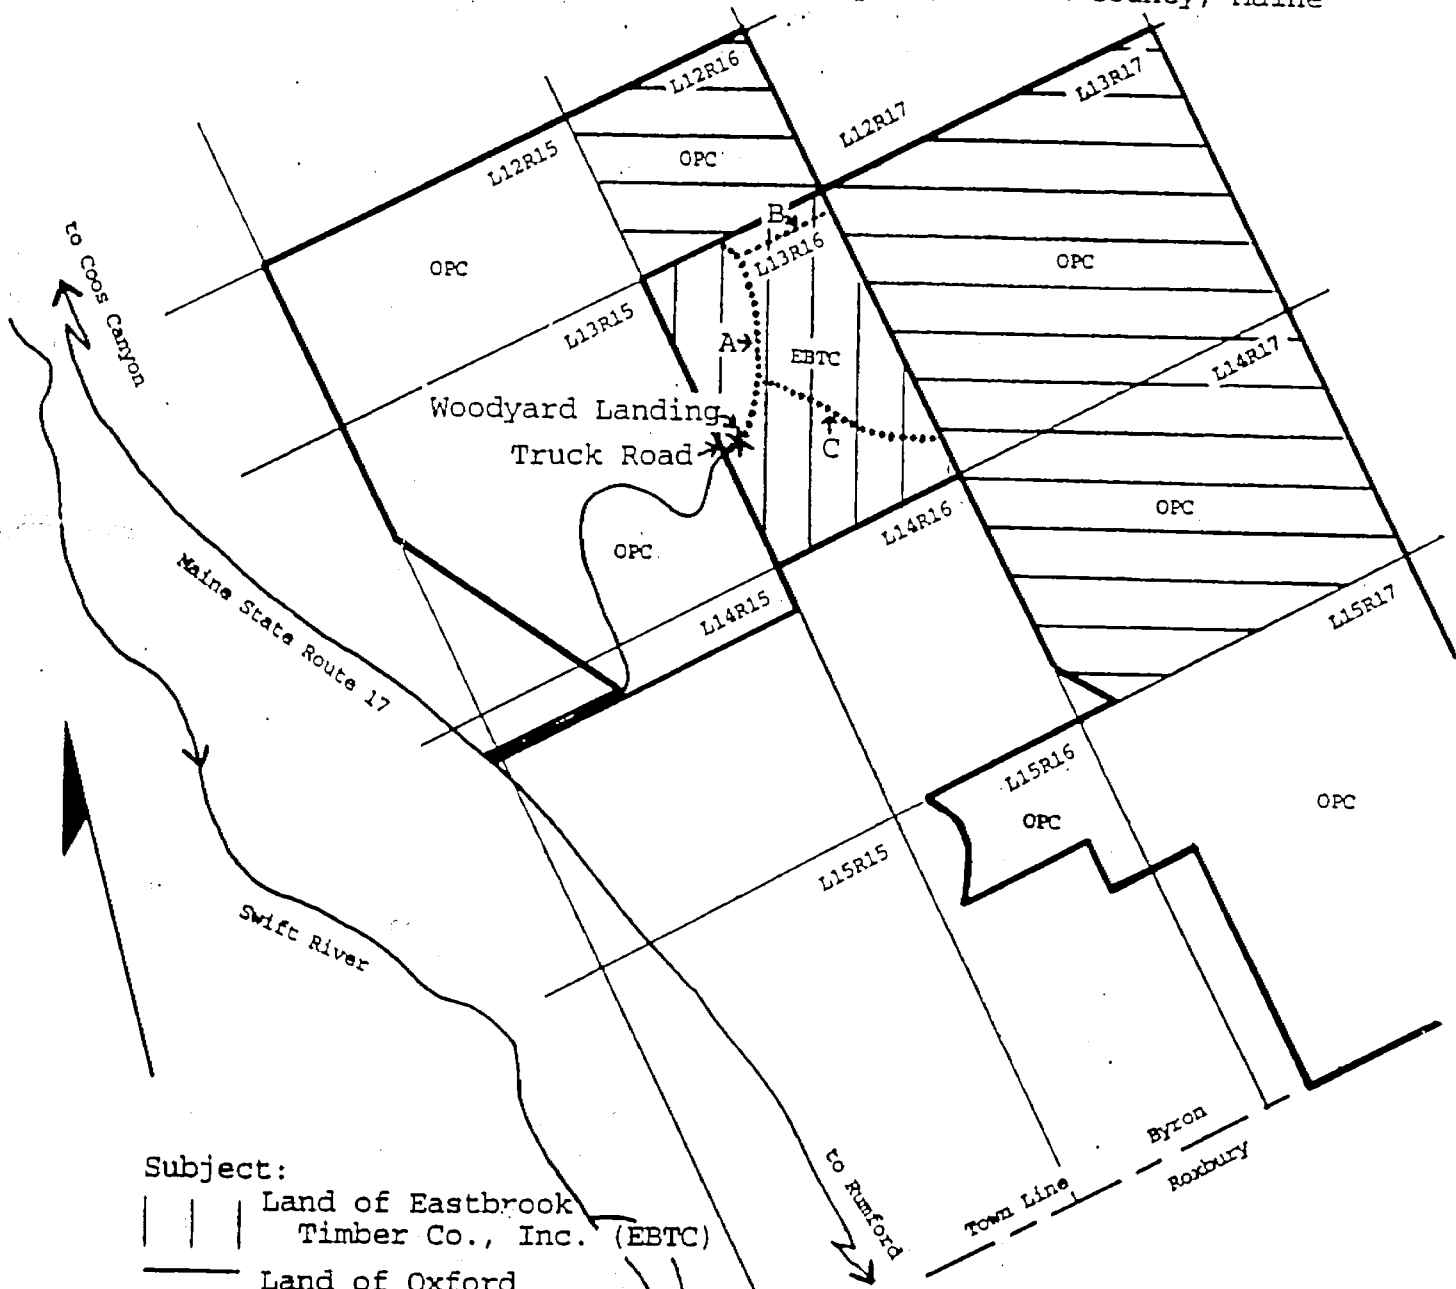 County, Maine
L12R16
L13R17
L12R17
L12R15
OPC
B
L13R16
OPC
OPC
to Coos Canyon
L13R15
A
EBTC
L14R17
Woodyard Landing
Truck Road
C
OPC
L14R16
OPC
Maine State Route 17
L14R15
L15R17
L15R16
OPC
OPC
L15R15
Swift River
Byron
Roxbury
Town Line
to Rumford
Subject:
Land of Eastbrook
Timber Co., Inc. (EBTC)
Land of Oxford